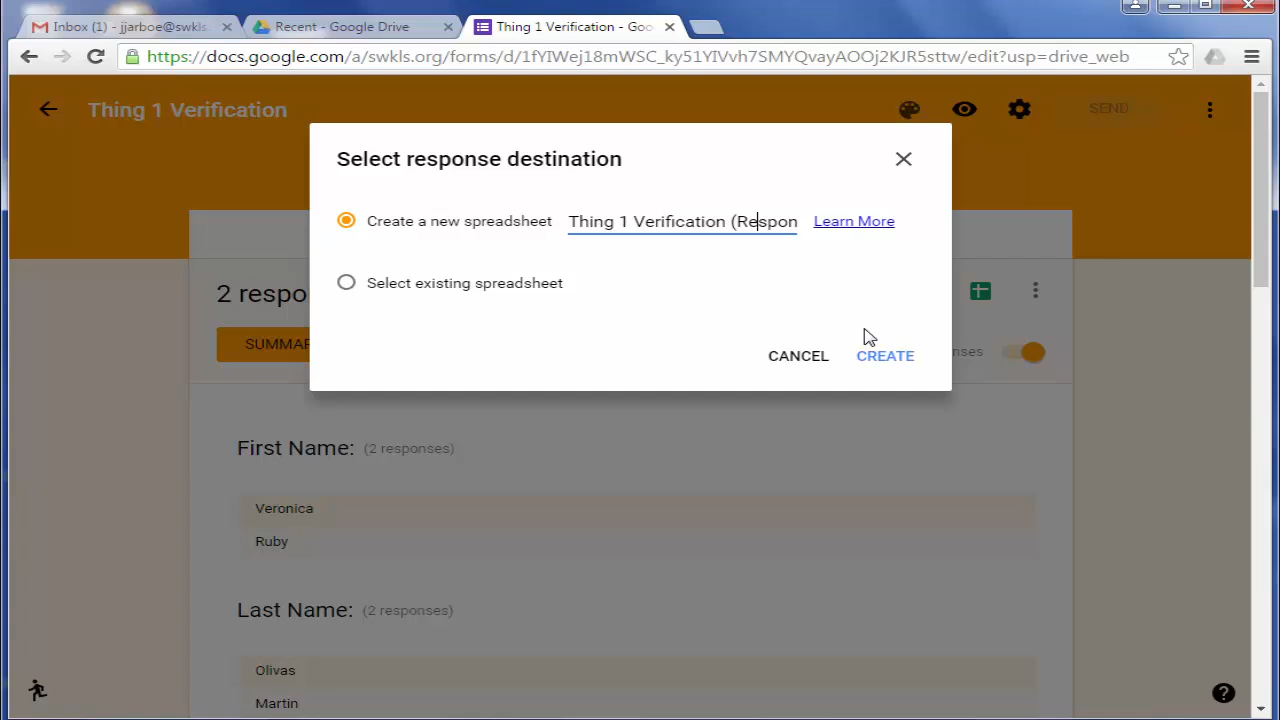 Inbox (1) - jjarboe@swkls.
Recent - Google Drive
Thing 1 Verification - Goo
https://docs.google.com/a/swkls.org/forms/d/1fYIWej18mWSC_ky51YIVvh7SMYQvayAOOj2KJR5sttw/edit?usp=drive_web
Thing 1 Verification
SEND
Select response destination
Create a new spreadsheet
Thing 1 Verification (Respon
Learn More
Select existing spreadsheet
2 respo
SUMMAR
nses
CANCEL
CREATE
First Name: (2 responses)
Veronica
Ruby
Last Name: (2 responses)
Olivas
Martin